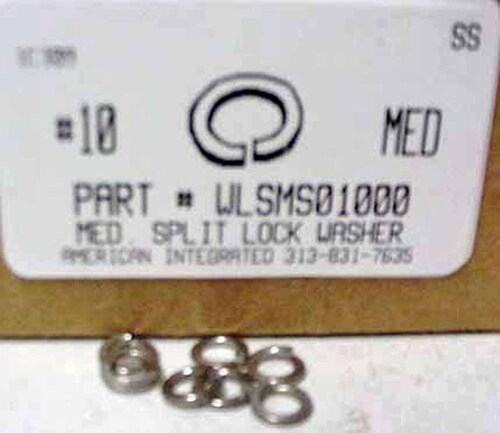 SS
#10 MED
PART # WLSMS01000
MED. SPLIT LOCK WASHER
AMERICAN INTEGRATED 313-831-7635